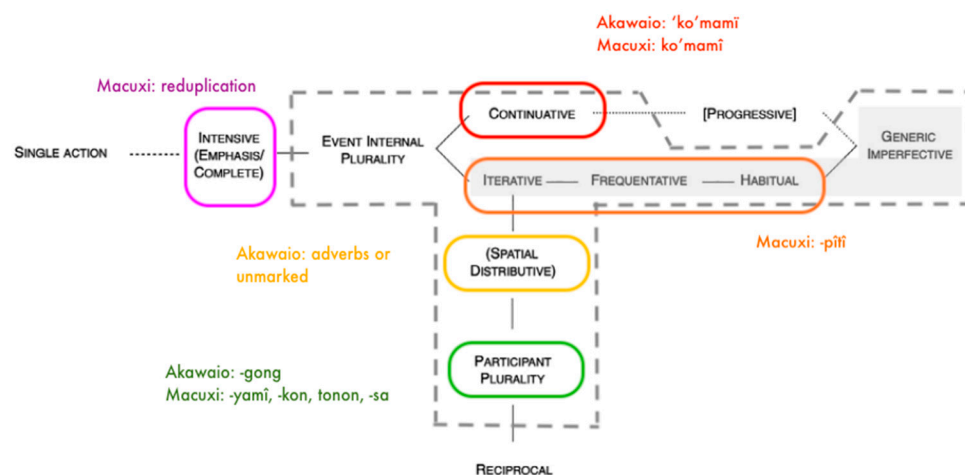 Akawaio: ‘ko’mamï
Macuxi: ko’mamî
Macuxi: reduplication
SINGLE ACTION
INTENSIVE
(EMPHASIS/
COMPLETE)
EVENT INTERNAL
PLURALITY
CONTINUATIVE
[PROGRESSIVE]
GENERIC
IMPERFECTIVE
ITERATIVE
FREQUENTATIVE
HABITUAL
Macuxi: -pîtî
Akawaio: adverbs or
unmarked
(SPATIAL
DISTRIBUTIVE)
Akawaio: -gong
Macuxi: -yamî, -kon, tonon, -sa
PARTICIPANT
PLURALITY
RECIPROCAL